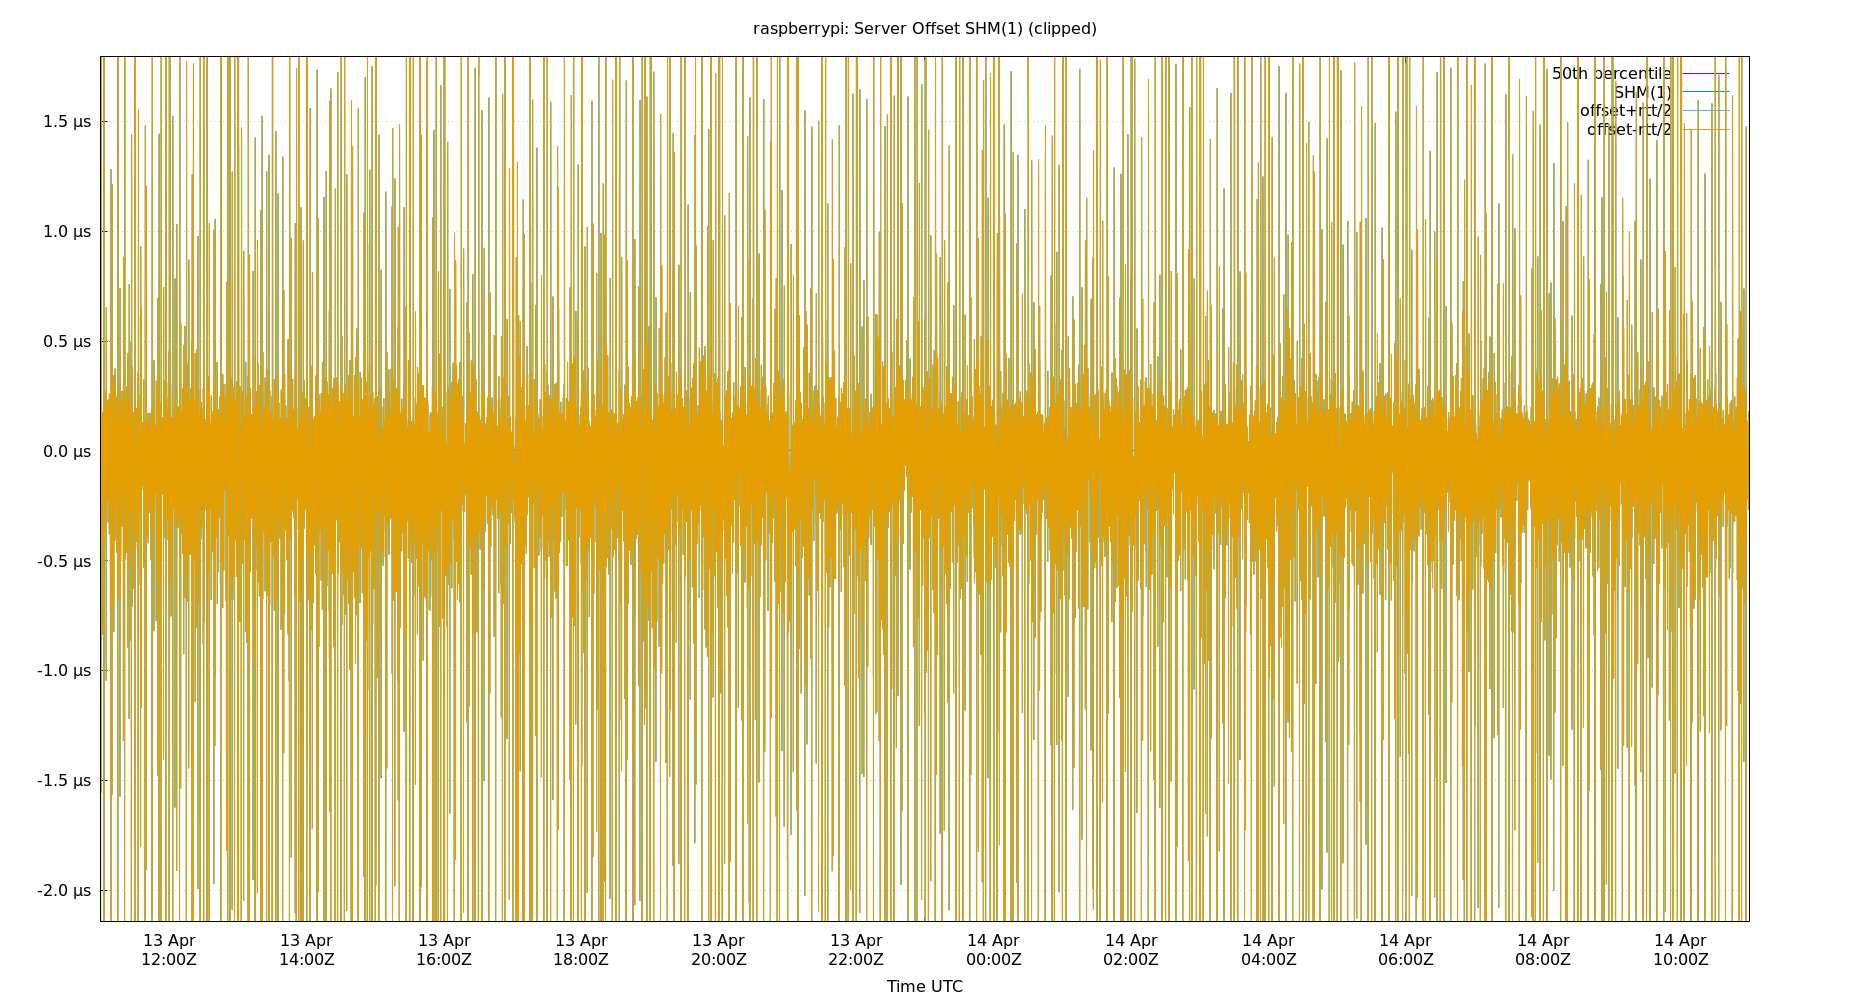 raspberrypi: Server Offset SHM(1) (clipped)
50th percentile
SHM(1)
offset+rtt/2
offset-rtt/2
1.5 µs
1.0 µs
0.5 µs
0.0 µs
-0.5 µs
-1.0 µs
-1.5 µs
-2.0 µs
13 Apr 13 Apr 13 Apr 13 Apr 13 Apr 13 Apr 14 Apr 14 Apr 14 Apr 14 Apr 14 Apr 14 Apr
12:00Z 14:00Z 16:00Z 18:00Z 20:00Z 22:00Z 00:00Z 02:00Z 04:00Z 06:00Z 08:00Z 10:00Z
Time UTC